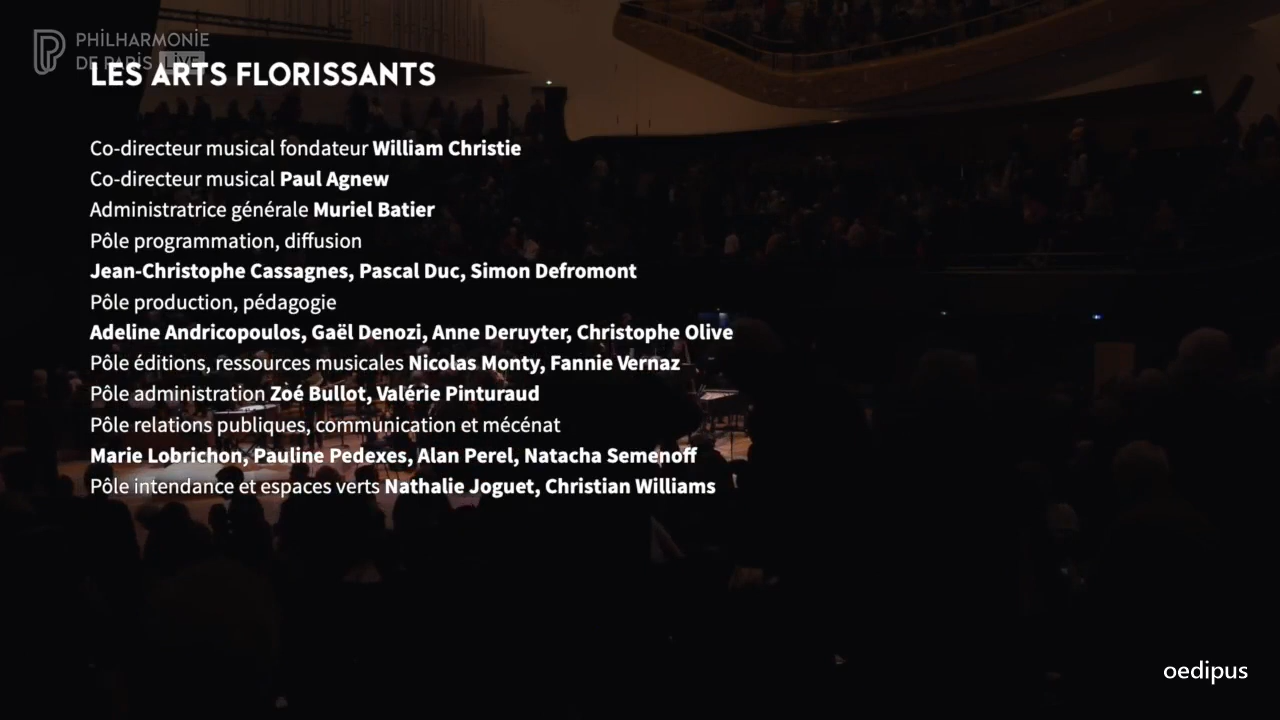 PHILHARMONIE
DE PARIS LIVE
LES ARTS FLORISSANTS
Co-directeur musical fondateur William Christie
Co-directeur musical Paul Agnew
Administratrice générale Muriel Batier
Pôle programmation, diffusion
Jean-Christophe Cassagnes, Pascal Duc, Simon Defromont
Pôle production, pédagogie
Adeline Andricopoulos, Gaël Denozi, Anne Deruyter, Christophe Olive
Pôle éditions, ressources musicales Nicolas Monty, Fannie Vernaz
Pôle administration Zoé Bullot, Valérie Pinturaud
Pôle relations publiques, communication et mécénat
Marie Lobrichon, Pauline Pedexes, Alan Perel, Natacha Semenoff
Pôle intendance et espaces verts Nathalie Joguet, Christian Williams
oedipus